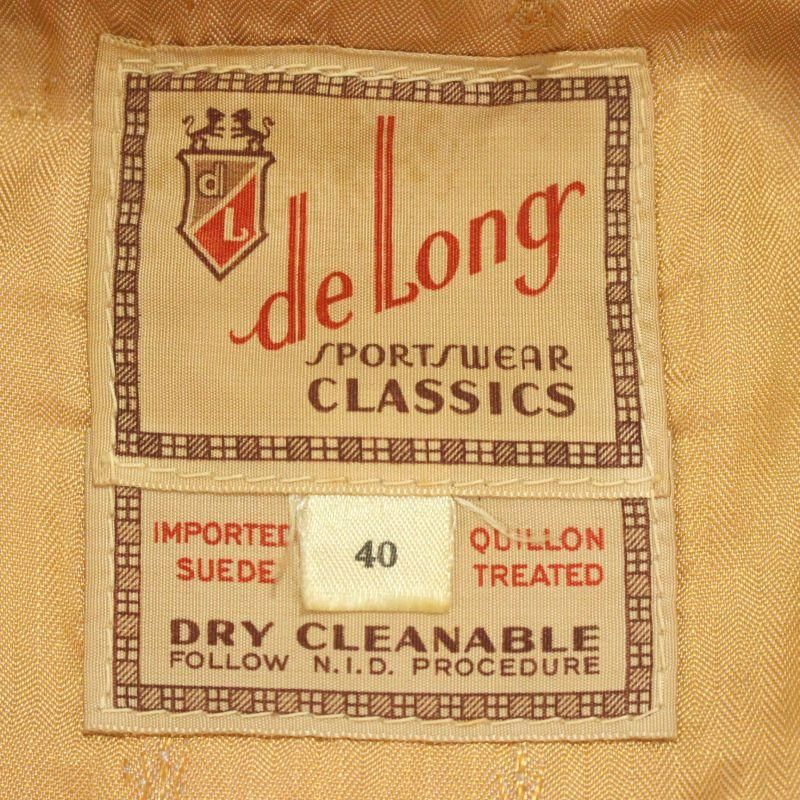 d
L
de Long
SPORTSWEAR
CLASSICS
IMPORTED
SUEDE
40
QUILLON
TREATED
DRY CLEANABLE
FOLLOW N.I.D. PROCEDURE